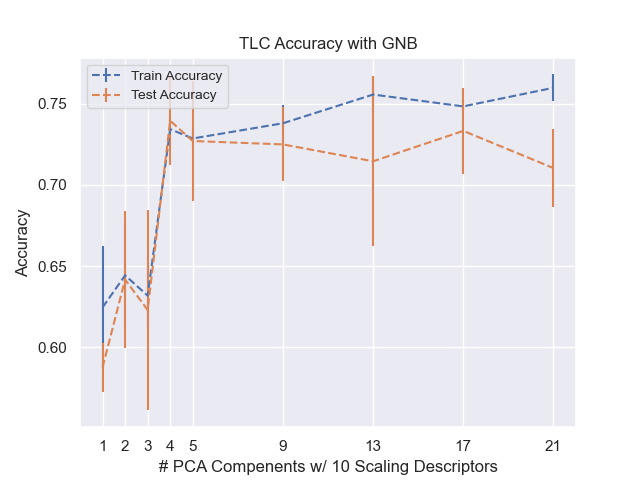 TLC Accuracy with GNB
Train Accuracy
Test Accuracy
0.75
0.70
0.65
0.60
Accuracy
1 2 3 4 5 9 13 17 21
# PCA Compenents w/ 10 Scaling Descriptors